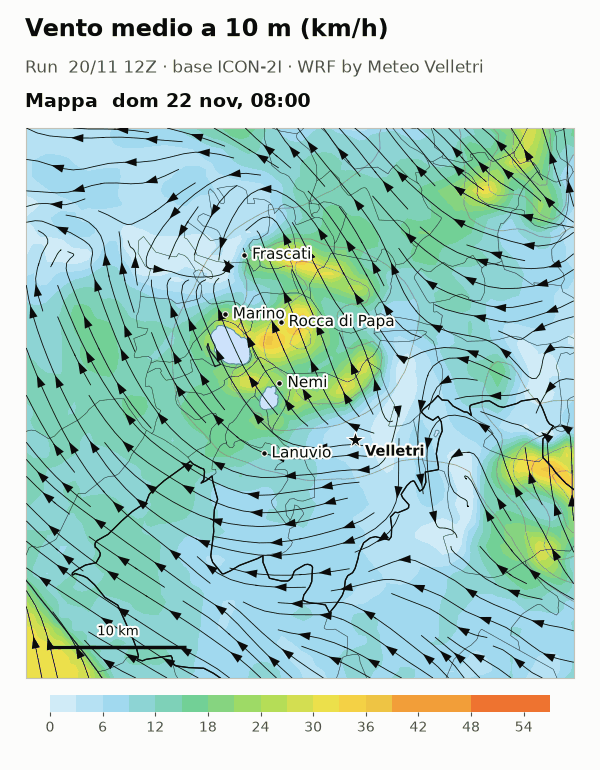 Vento medio a 10 m (km/h)
Run  20/11 12Z · base ICON-2I · WRF by Meteo Velletri
Mappa  dom 22 nov, 08:00
Frascati
Marino
Rocca di Papa
Nemi
Velletri
Lanuvio
10 km
0 6 12 18 24 30 36 42 48 54